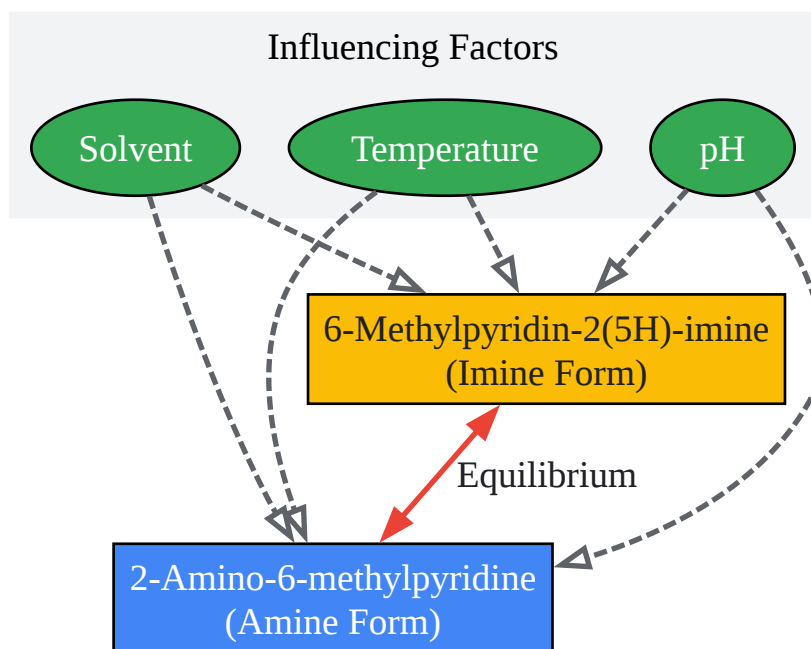 Influencing Factors
Solvent
Temperature
pH
6-Methylpyridin-2(5H)-imine
(Imine Form)
Equilibrium
2-Amino-6-methylpyridine
(Amine Form)